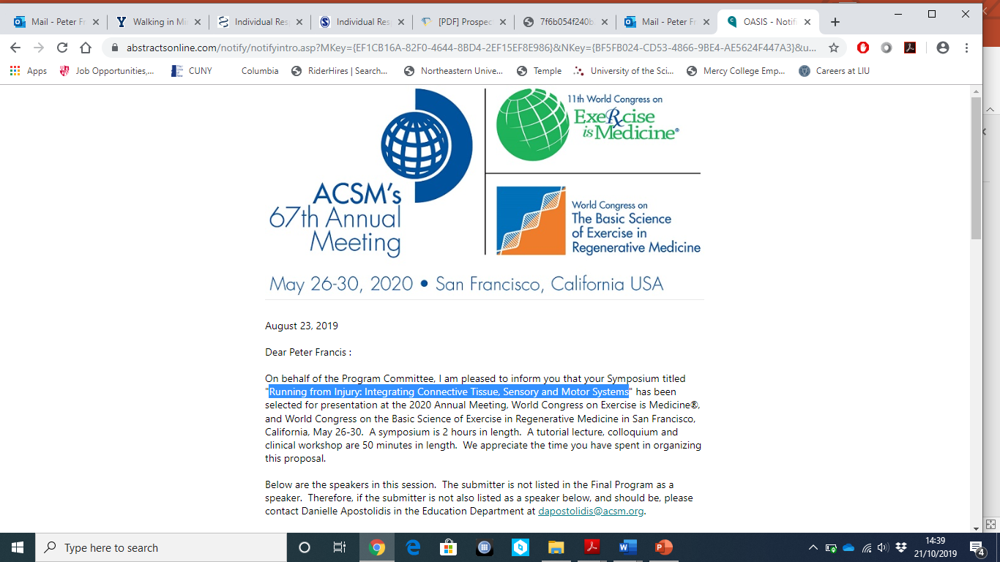 Mail - Peter Fr
Walking in Mi
Individual Res
Individual Res
[PDF] Prospec
7f6b054f240b
Mail - Peter Fr
OASIS - Notif
abstractsonline.com/notify/notifyintro.asp?MKey={EF1CB16A-82F0-4644-8BD4-2EF15EF8E986}&NKey={BF5FB024-CD53-4866-9BE4-AE5624F447A3}&u...
Apps
Job Opportunities,...
CUNY
Columbia
RiderHires | Search...
Northeastern Unive...
Temple
University of the Sci...
Mercy College Emp...
Careers at LIU
ACSM's
67th Annual
Meeting
11th World Congress on
ExeRxcise
is Medicine®
World Congress on
The Basic Science
of Exercise in
Regenerative Medicine
May 26-30, 2020 • San Francisco, California USA
August 23, 2019
Dear Peter Francis :
On behalf of the Program Committee, I am pleased to inform you that your Symposium titled
"Running from Injury: Integrating Connective Tissue, Sensory and Motor Systems" has been
selected for presentation at the 2020 Annual Meeting, World Congress on Exercise is Medicine®,
and World Congress on the Basic Science of Exercise in Regenerative Medicine in San Francisco,
California, May 26-30.  A symposium is 2 hours in length.  A tutorial lecture, colloquium and
clinical workshop are 50 minutes in length.  We appreciate the time you have spent in organizing
this proposal.
Below are the speakers in this session.  The submitter is not listed in the Final Program as a
speaker.  Therefore, if the submitter is not also listed as a speaker below, and should be, please
contact Danielle Apostolidis in the Education Department at dapostolidis@acsm.org.
Type here to search
14:39
21/10/2019
4